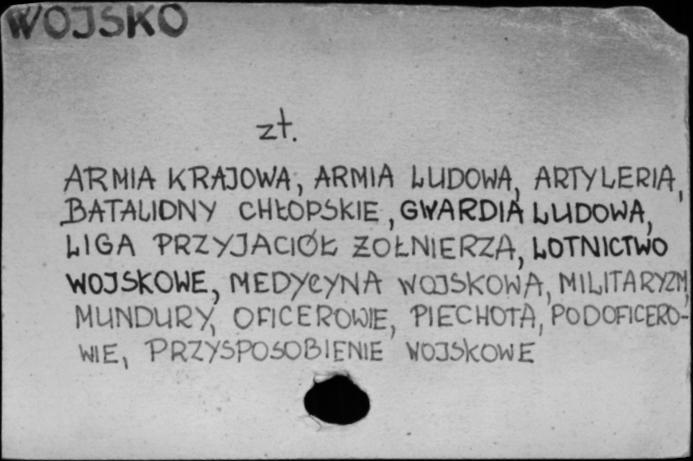 WOJSKO
zł.
ARMIA KRAJOWA, ARMIA LUDOWA, ARTYLERIA,
BATALIONY CHŁOPSKIE, GWARDIA LUDOWA,
LIGA PRZYJACIÓŁ ŻOŁNIERZA, LOTNICTWO
WOJSKOWE, MEDYCYNA WOJSKOWA, MILITARYZM,
MUNDURY, OFICEROWIE, PIECHOTA, PODOFICERO-
WIE, PRZYSPOSOBIENIE WOJSKOWE